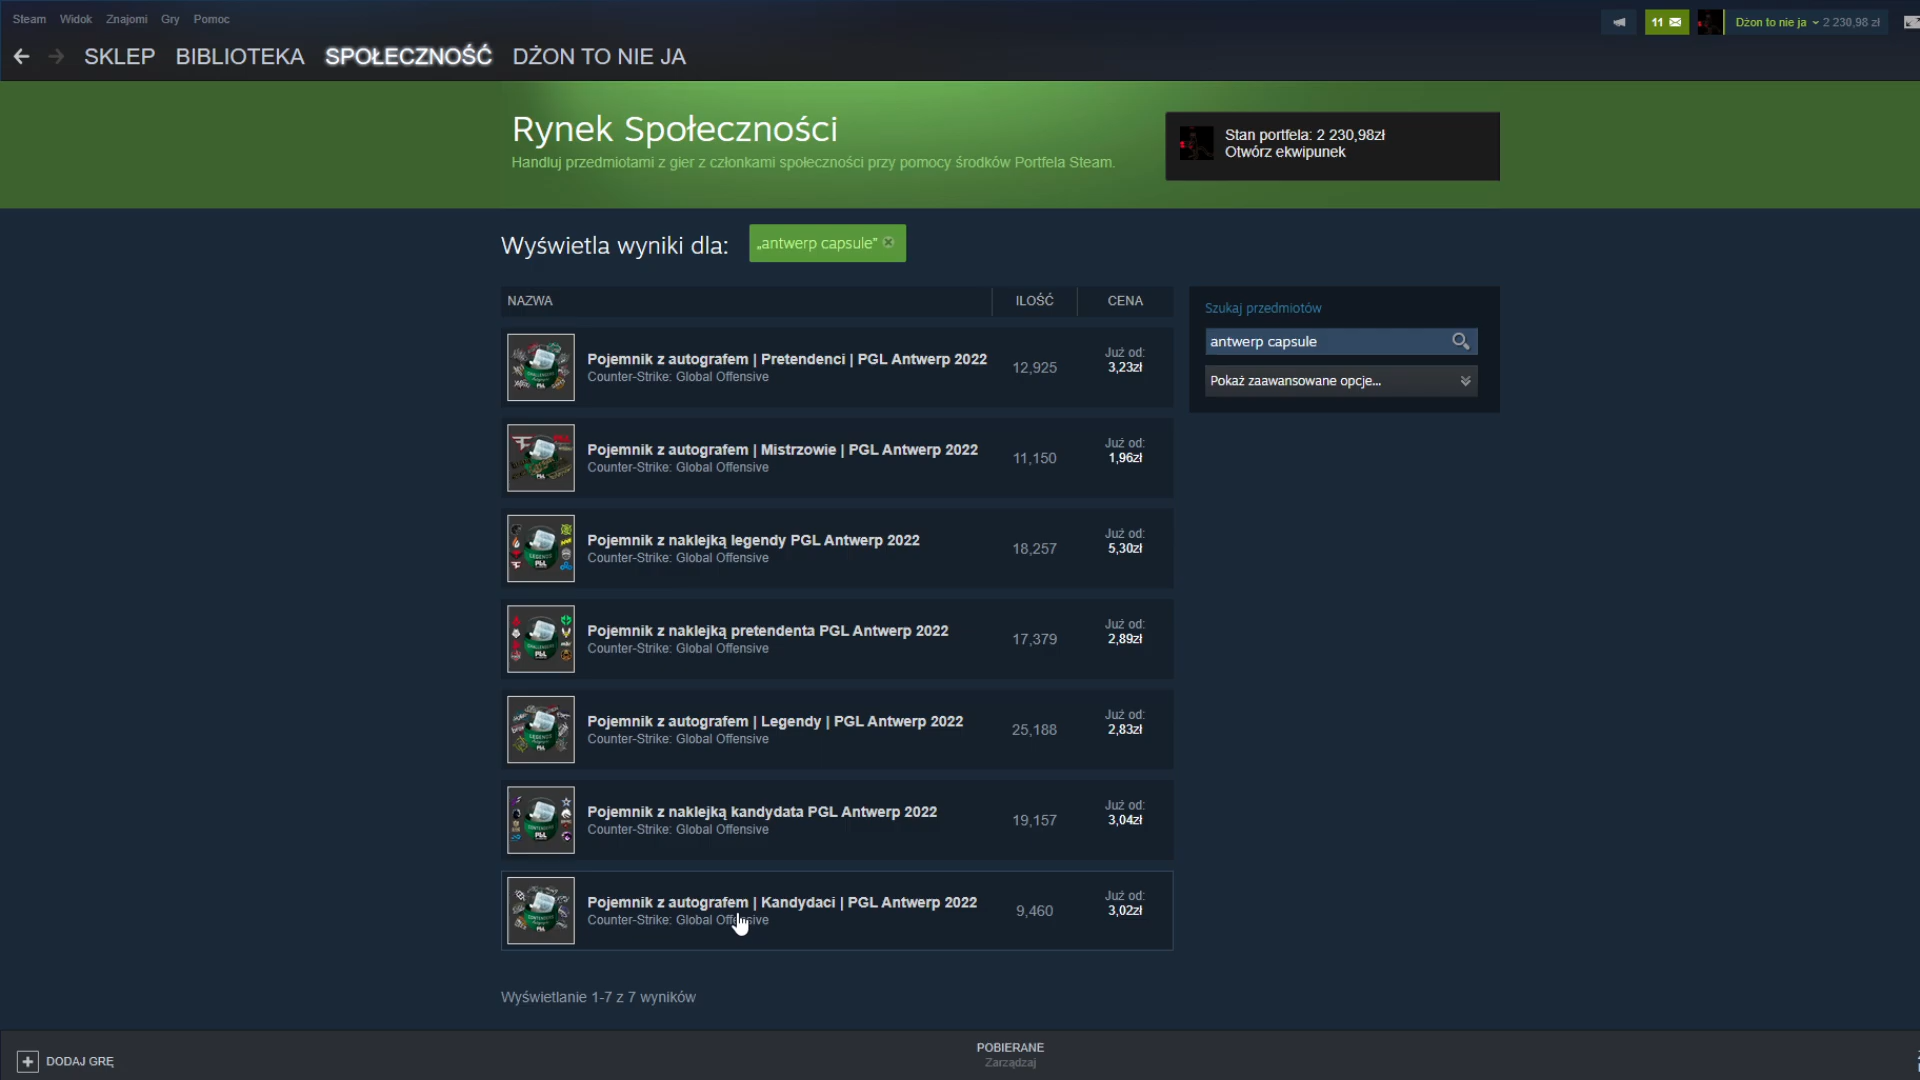 Steam Widok Znajomi Gry Pomoc
11 Dżon to nie ja 2 230,98 zł
SKLEP BIBLIOTEKA SPOŁECZNOŚĆ DŻON TO NIE JA
Rynek Społeczności
Handluj przedmiotami z gier z członkami społeczności przy pomocy środków Portfela Steam.
Stan portfela: 2 230,98zł
Otwórz ekwipunek
Wyświetla wyniki dla: „antwerp capsule”
NAZWA ILOŚĆ CENA
Pojemnik z autografem | Pretendenci | PGL Antwerp 2022
Counter-Strike: Global Offensive
12,925
Już od:
3,23zł
Pojemnik z autografem | Mistrzowie | PGL Antwerp 2022
Counter-Strike: Global Offensive
11,150
Już od:
1,96zł
Pojemnik z naklejką legendy PGL Antwerp 2022
Counter-Strike: Global Offensive
18,257
Już od:
5,30zł
Pojemnik z naklejką pretendenta PGL Antwerp 2022
Counter-Strike: Global Offensive
17,379
Już od:
2,89zł
Pojemnik z autografem | Legendy | PGL Antwerp 2022
Counter-Strike: Global Offensive
25,188
Już od:
2,83zł
Pojemnik z naklejką kandydata PGL Antwerp 2022
Counter-Strike: Global Offensive
19,157
Już od:
3,04zł
Pojemnik z autografem | Kandydaci | PGL Antwerp 2022
Counter-Strike: Global Offensive
9,460
Już od:
3,02zł
Wyświetlanie 1-7 z 7 wyników
Szukaj przedmiotów
antwerp capsule
Pokaż zaawansowane opcje...
DODAJ GRĘ
POBIERANE
Zarządzaj